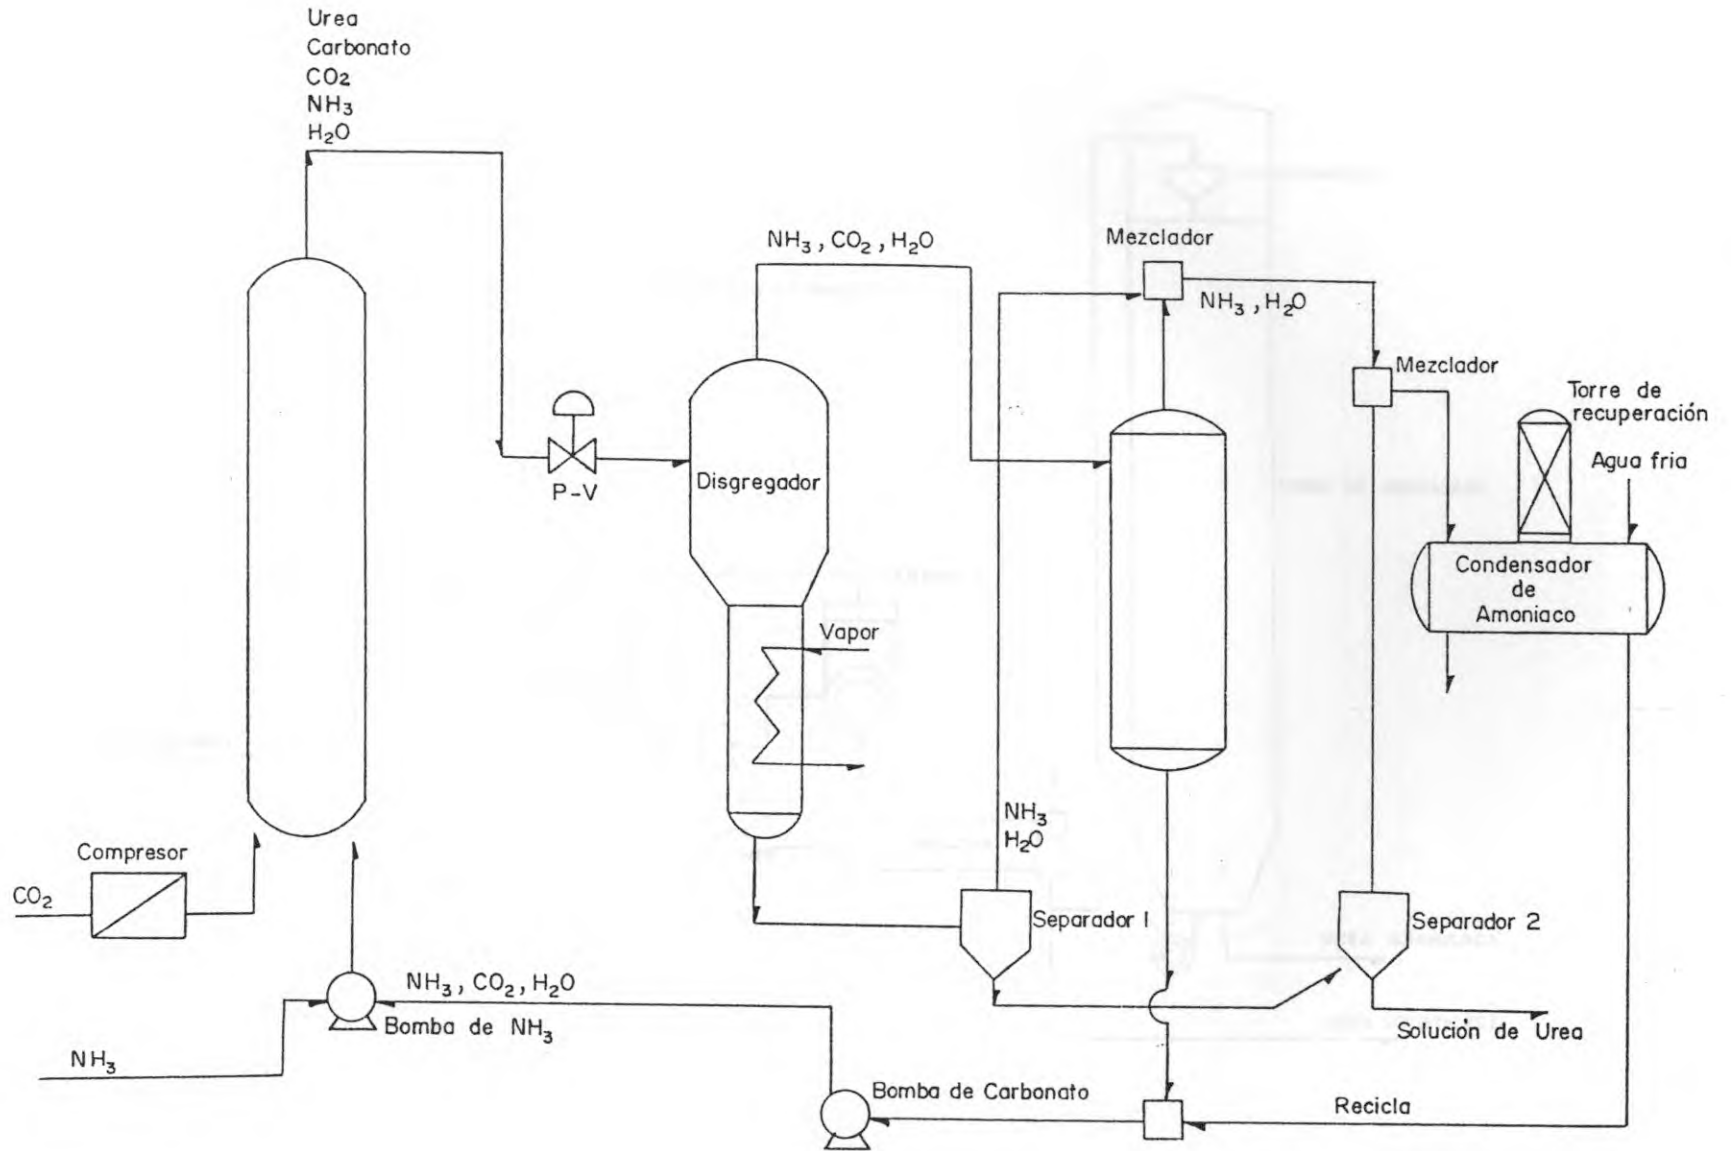 Urea
Carbonato
CO2
NH3
H2O
NH3, CO2, H2O
Mezclador
NH3, H2O
Mezclador
Torre de
recuperación
Agua fria
P-V
Disgregador
Condensador
de
Amoniaco
Vapor
NH3
H2O
Compresor
CO2
Separador 1
Separador 2
NH3, CO2, H2O
Bomba de NH3
Solución de Urea
NH3
Bomba de Carbonato
Recicla